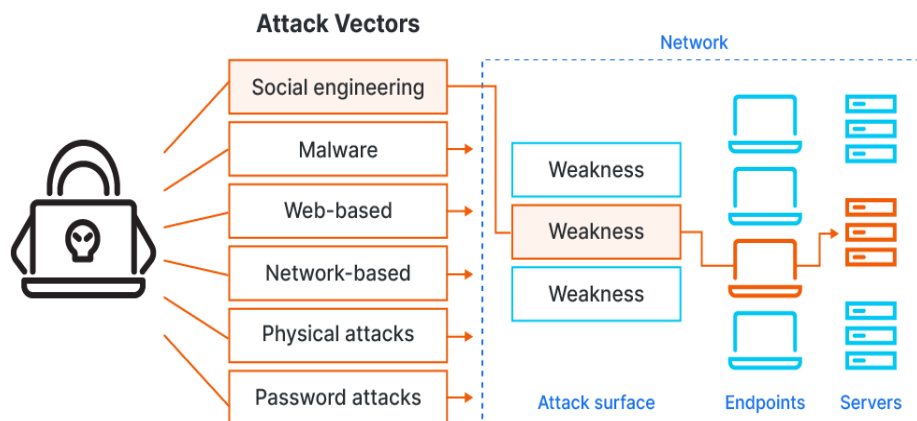 Attack Vectors
Network
Social engineering
Malware
Web-based
Network-based
Physical attacks
Password attacks
Weakness
Weakness
Weakness
Attack surface
Endpoints
Servers